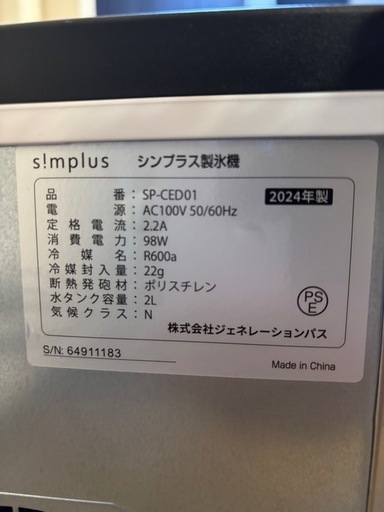 s!mplus シンプラス製氷機
品番：SP-CED01 2024年製
電源：AC100V 50/60Hz
定格電流：2.2A
消費電力：98W
冷媒名：R600a
冷媒封入量：22g
断熱発砲材：ポリスチレン
水タンク容量：2L
気候クラス：N
PSE
株式会社ジェネレーションパス
S/N: 64911183
Made in China